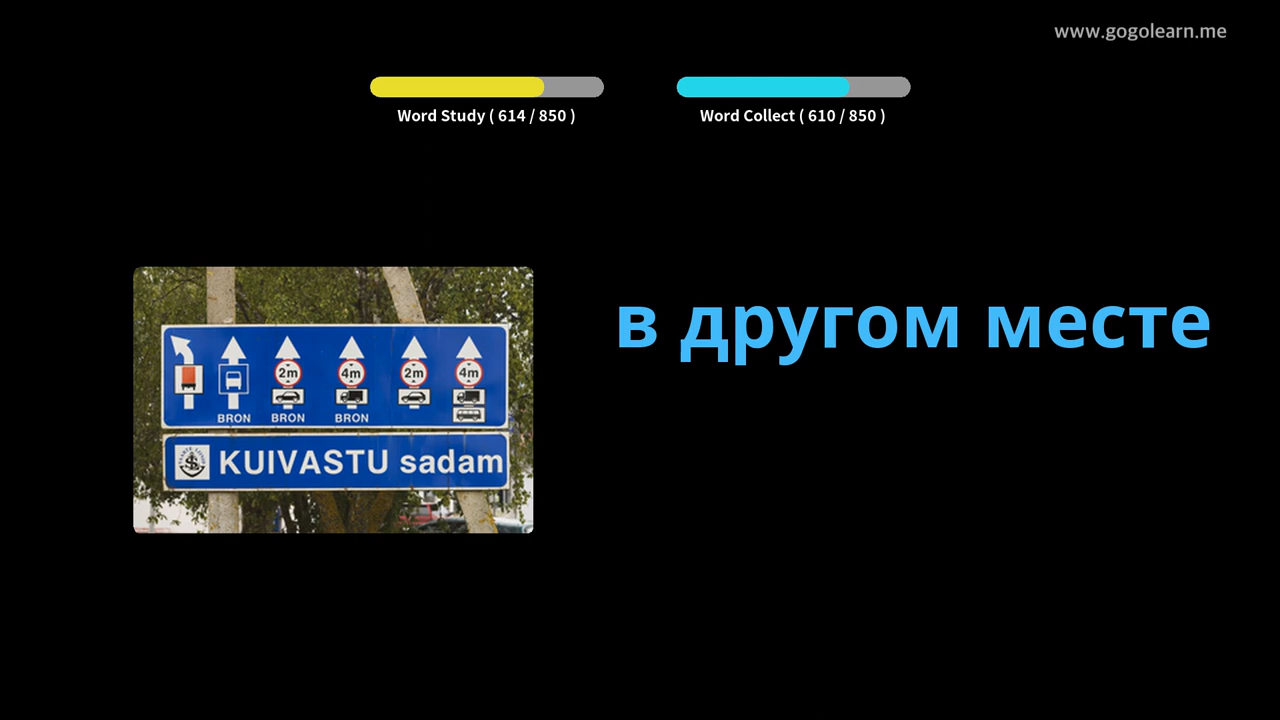 www.gogolearn.me
Word Study ( 614 / 850 )
Word Collect ( 610 / 850 )
в другом месте
2m 4m 2m 4m
BRON BRON BRON
KUIVASTU sadam